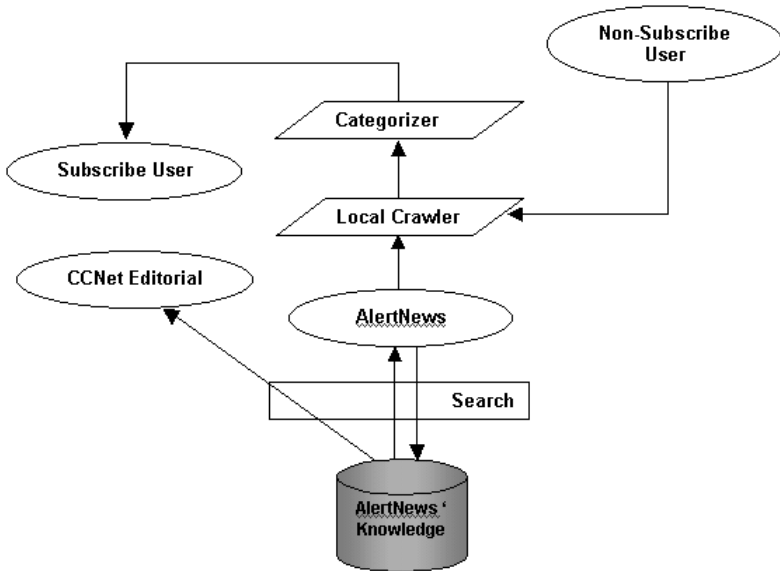 Non-Subscribe
User
Categorizer
Subscribe User
Local Crawler
CCNet Editorial
AlertNews
Search
AlertNews ‘
Knowledge